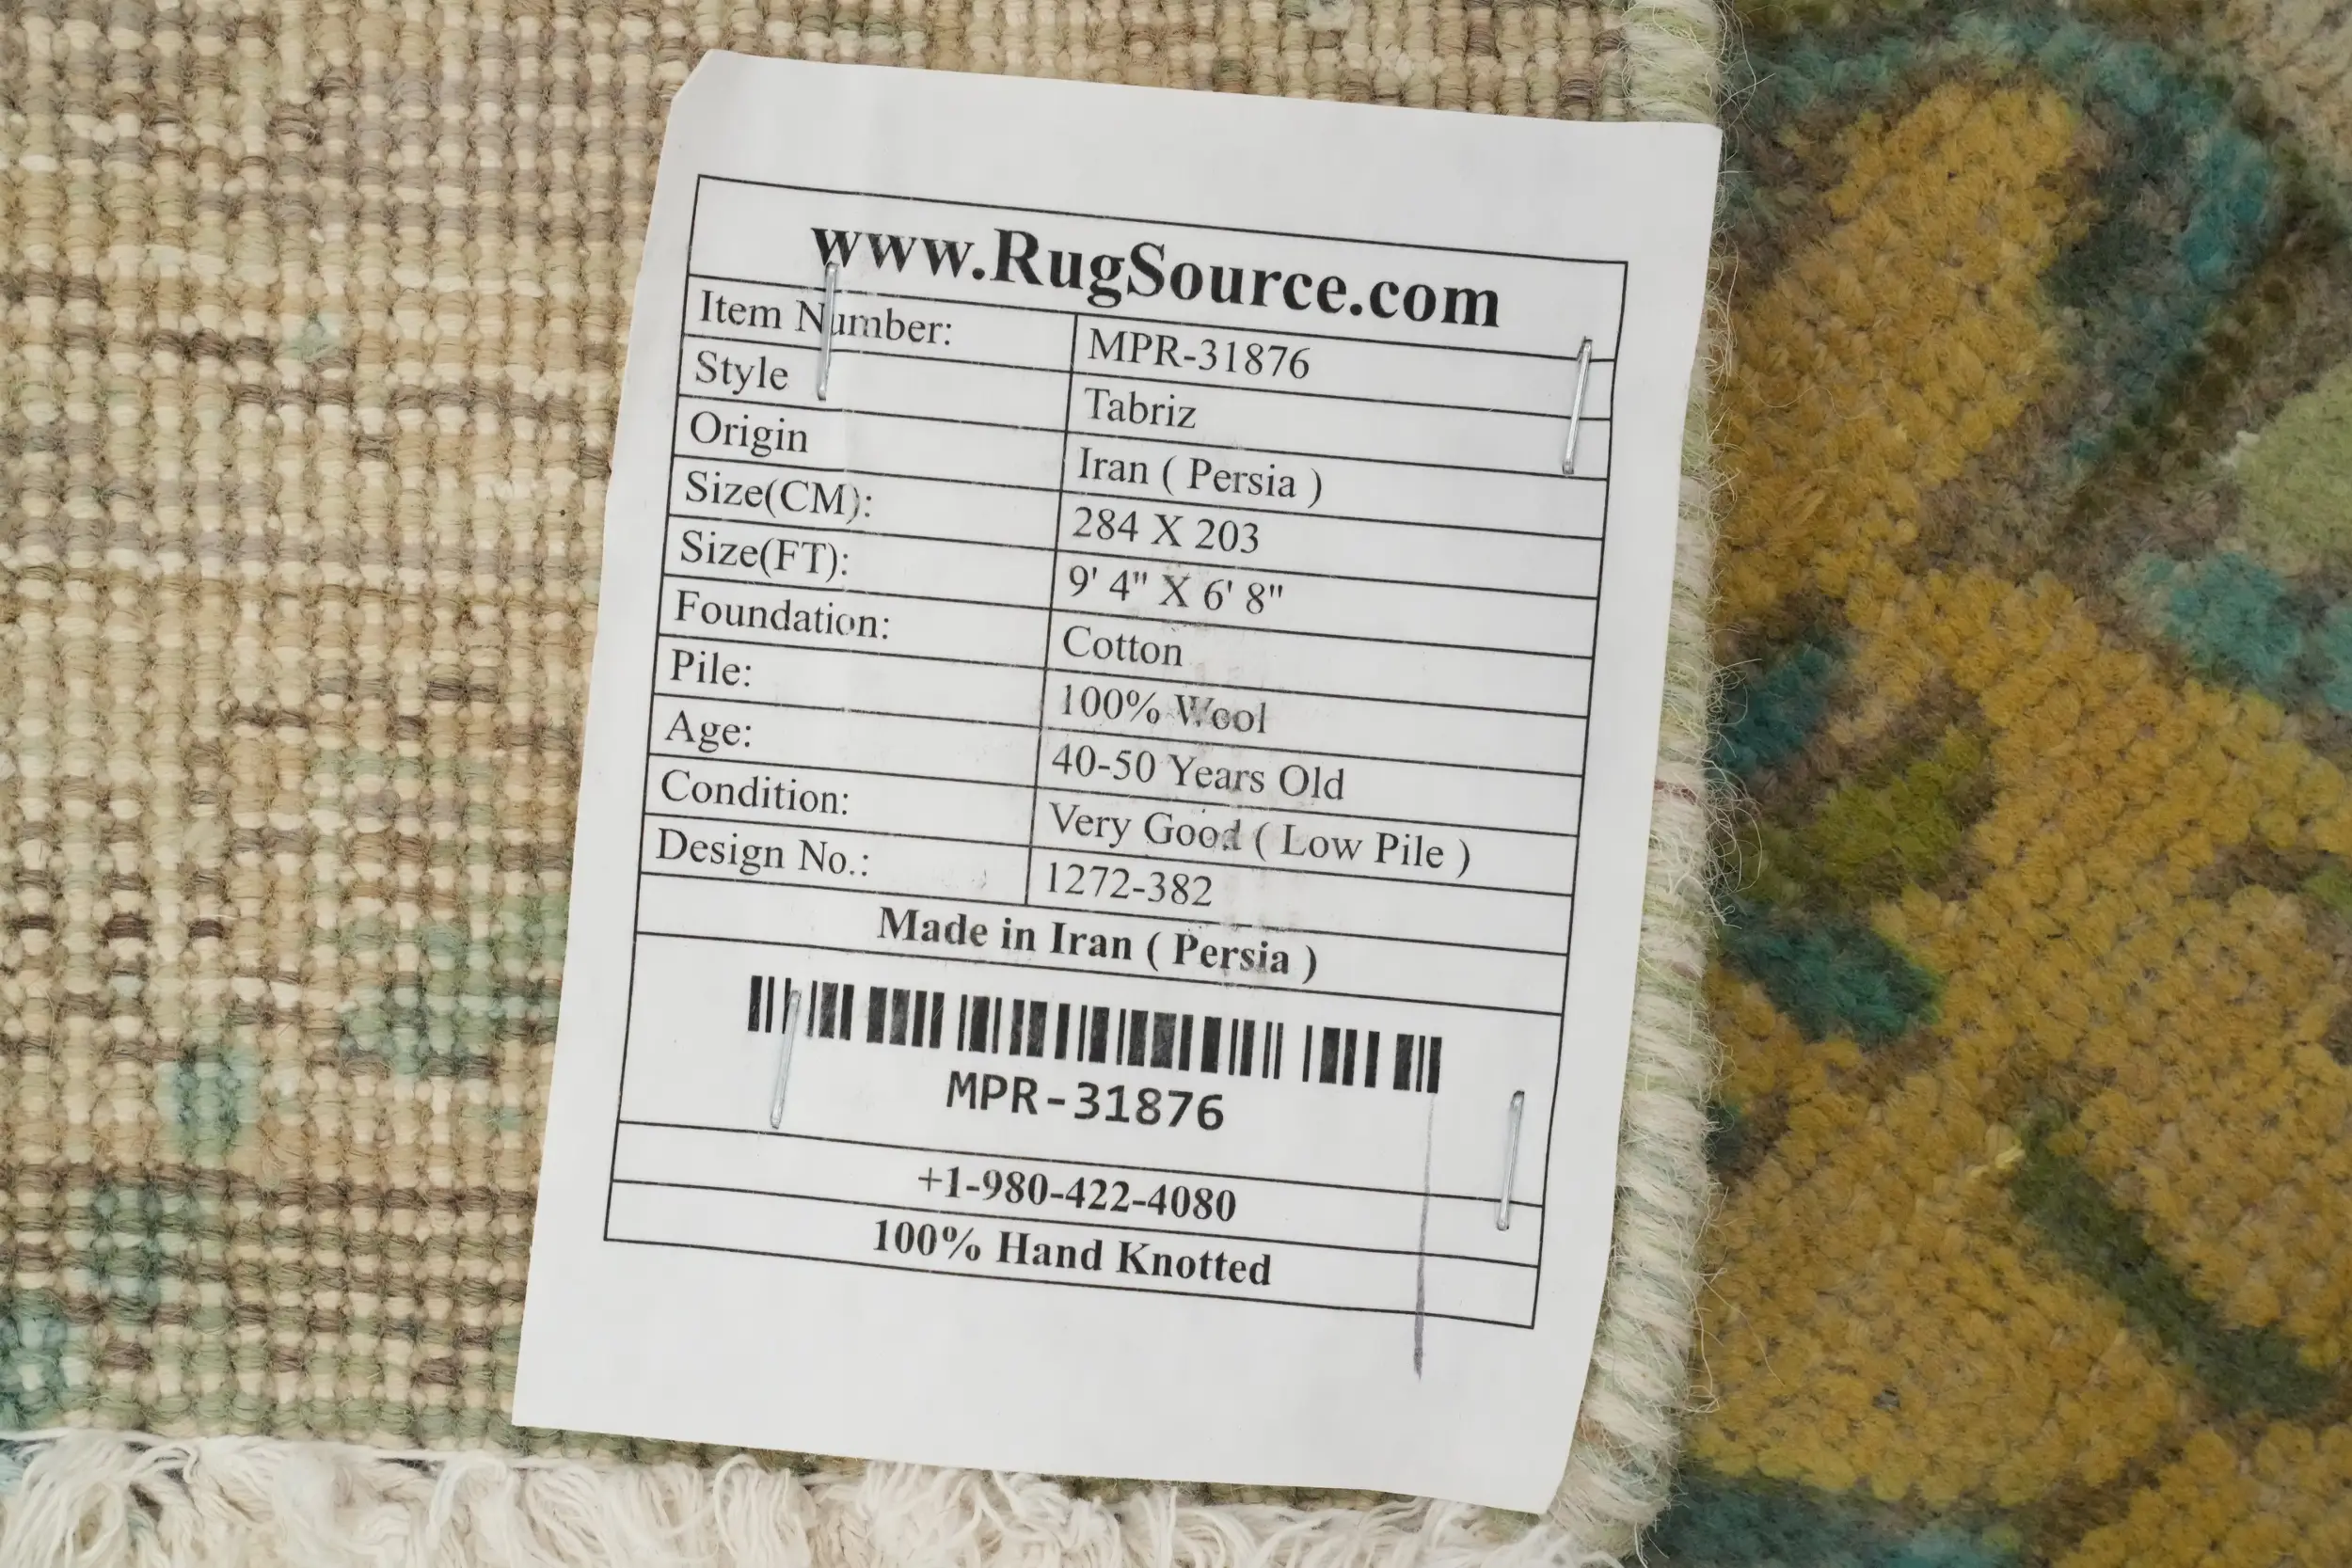 www.RugSource.com
Item Number: MPR-31876
Style Tabriz
Origin Iran ( Persia )
Size(CM): 284 X 203
Size(FT): 9' 4" X 6' 8"
Foundation: Cotton
Pile: 100% Wool
Age: 40-50 Years Old
Condition: Very Good ( Low Pile )
Design No.: 1272-382
Made in Iran ( Persia )
MPR-31876
+1-980-422-4080
100% Hand Knotted